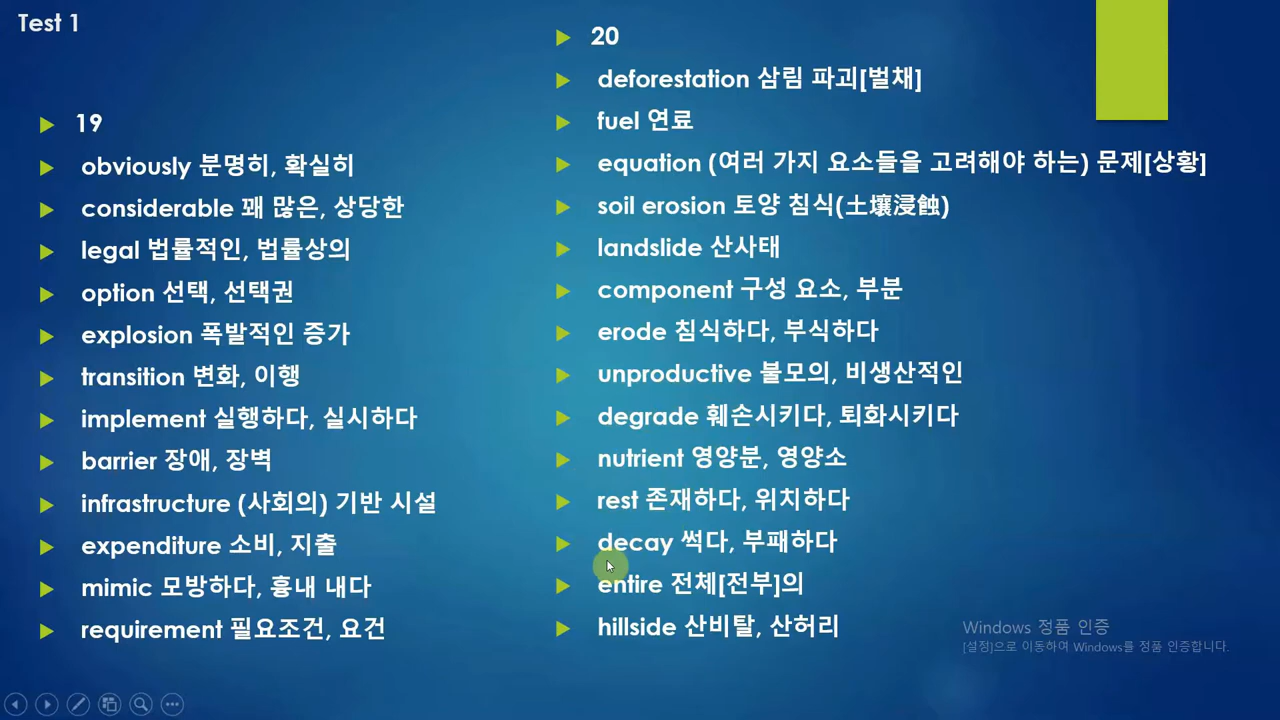 Test 1
19
obviously 분명히, 확실히
considerable 꽤 많은, 상당한
legal 법률적인, 법률상의
option 선택, 선택권
explosion 폭발적인 증가
transition 변화, 이행
implement 실행하다, 실시하다
barrier 장애, 장벽
infrastructure (사회의) 기반 시설
expenditure 소비, 지출
mimic 모방하다, 흉내 내다
requirement 필요조건, 요건
20
deforestation 삼림 파괴[벌채]
fuel 연료
equation (여러 가지 요소들을 고려해야 하는) 문제[상황]
soil erosion 토양 침식(土壤浸蝕)
landslide 산사태
component 구성 요소, 부분
erode 침식하다, 부식하다
unproductive 불모의, 비생산적인
degrade 훼손시키다, 퇴화시키다
nutrient 영양분, 영양소
rest 존재하다, 위치하다
decay 썩다, 부패하다
entire 전체[전부]의
hillside 산비탈, 산허리
Windows 정품 인증
[설정]으로 이동하여 Windows를 정품 인증합니다.